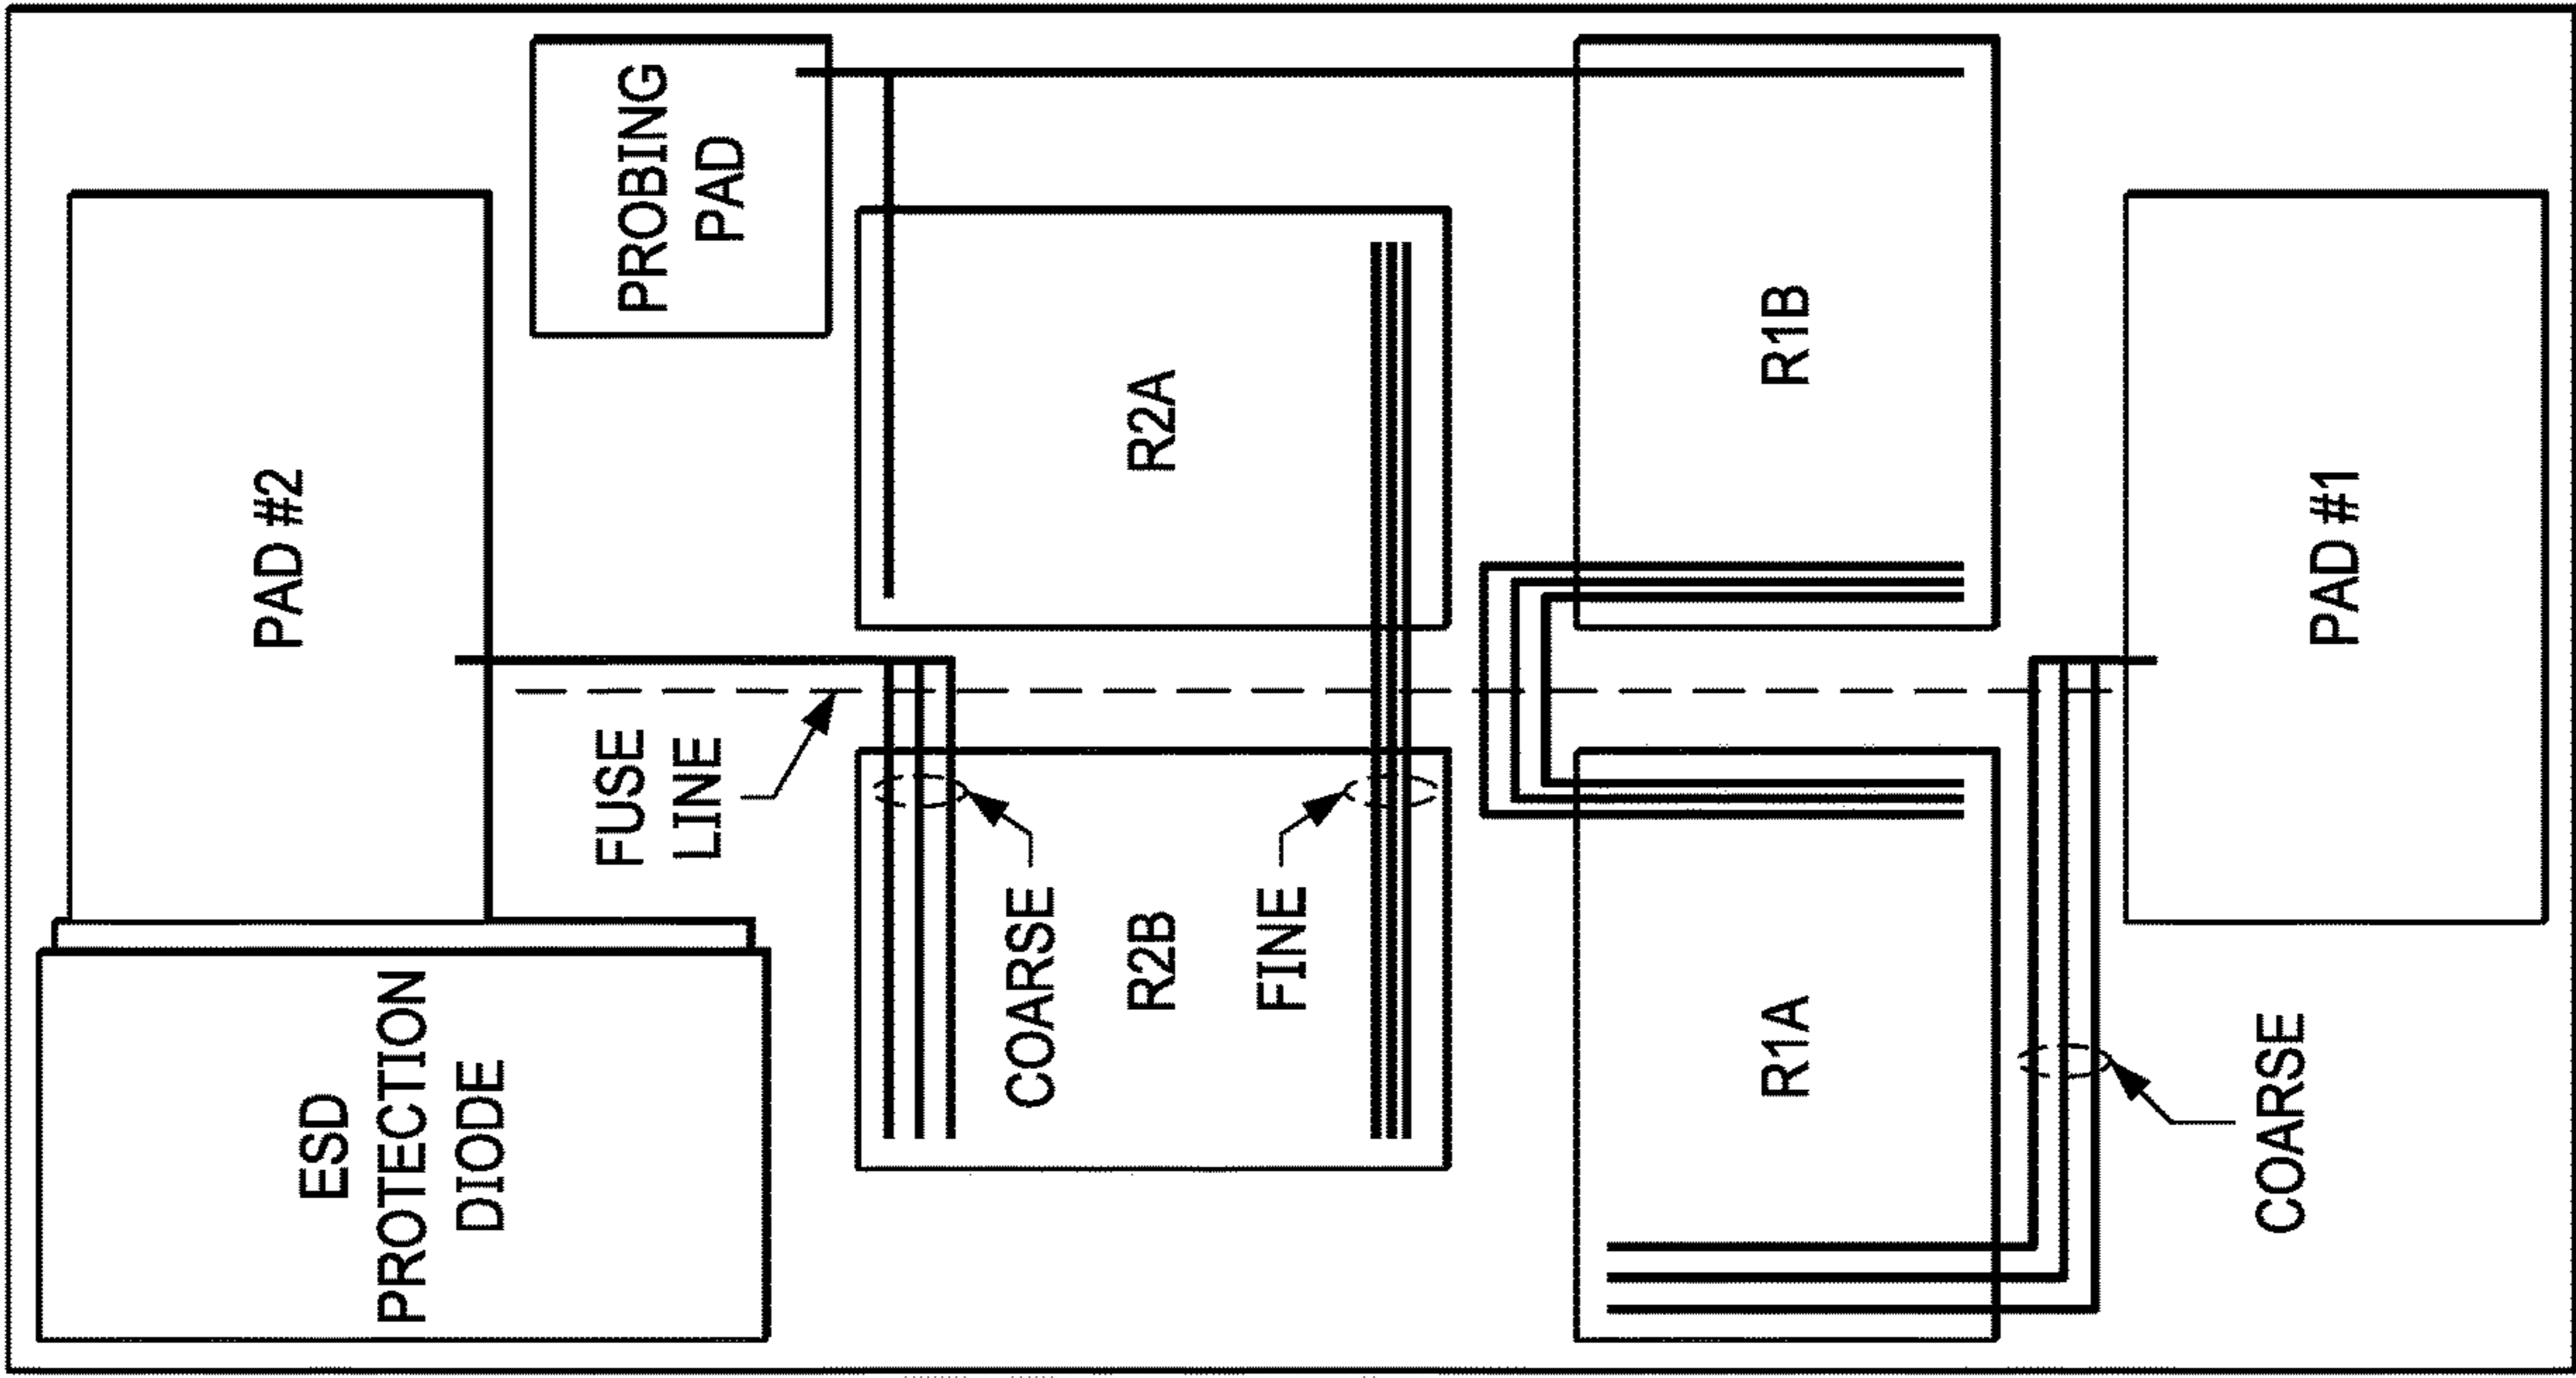 PAD #2
ESD
PROTECTION
DIODE
PROBING
PAD
FUSE
LINE
COARSE
R2A
R2B
FINE
R1B
R1A
COARSE
PAD #1